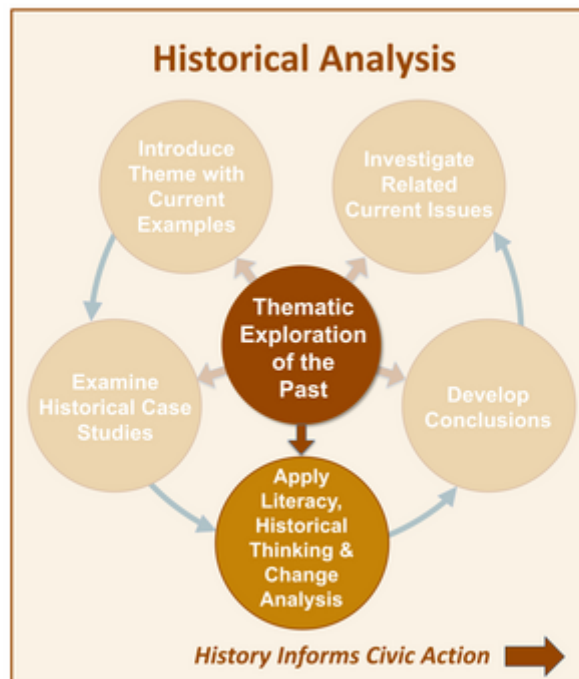 Historical Analysis
Introduce
Theme with
Current
Examples
Investigate
Related
Current Issues
Thematic
Exploration
of the
Past
Examine
Historical Case
Studies
Develop
Conclusions
Apply
Literacy,
Historical
Thinking &
Change
Analysis
History Informs Civic Action